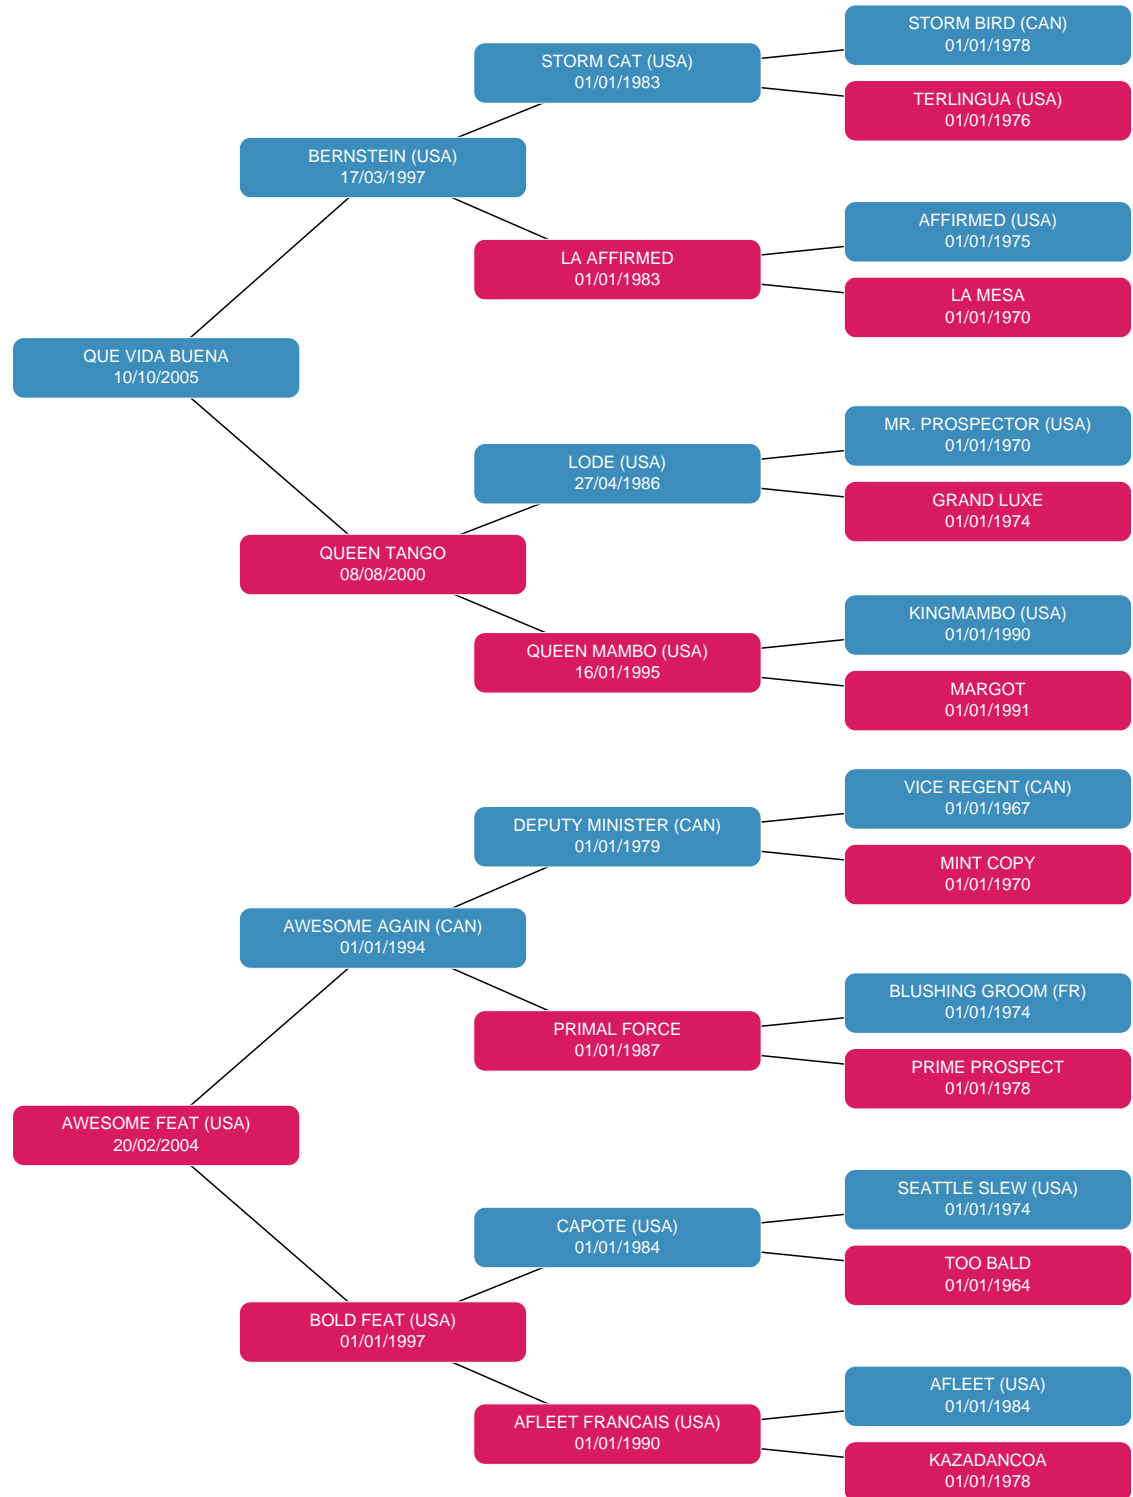 STORM BIRD (CAN)
01/01/1978
STORM CAT (USA)
01/01/1983
TERLINGUA (USA)
01/01/1976
BERNSTEIN (USA)
17/03/1997
AFFIRMED (USA)
01/01/1975
LA AFFIRMED
01/01/1983
LA MESA
01/01/1970
QUE VIDA BUENA
10/10/2005
MR. PROSPECTOR (USA)
01/01/1970
LODE (USA)
27/04/1986
GRAND LUXE
01/01/1974
QUEEN TANGO
08/08/2000
KINGMAMBO (USA)
01/01/1990
QUEEN MAMBO (USA)
16/01/1995
MARGOT
01/01/1991
VICE REGENT (CAN)
01/01/1967
DEPUTY MINISTER (CAN)
01/01/1979
MINT COPY
01/01/1970
AWESOME AGAIN (CAN)
01/01/1994
BLUSHING GROOM (FR)
01/01/1974
PRIMAL FORCE
01/01/1987
PRIME PROSPECT
01/01/1978
AWESOME FEAT (USA)
20/02/2004
SEATTLE SLEW (USA)
01/01/1974
CAPOTE (USA)
01/01/1984
TOO BALD
01/01/1964
BOLD FEAT (USA)
01/01/1997
AFLEET (USA)
01/01/1984
AFLEET FRANCAIS (USA)
01/01/1990
KAZADANCOA
01/01/1978